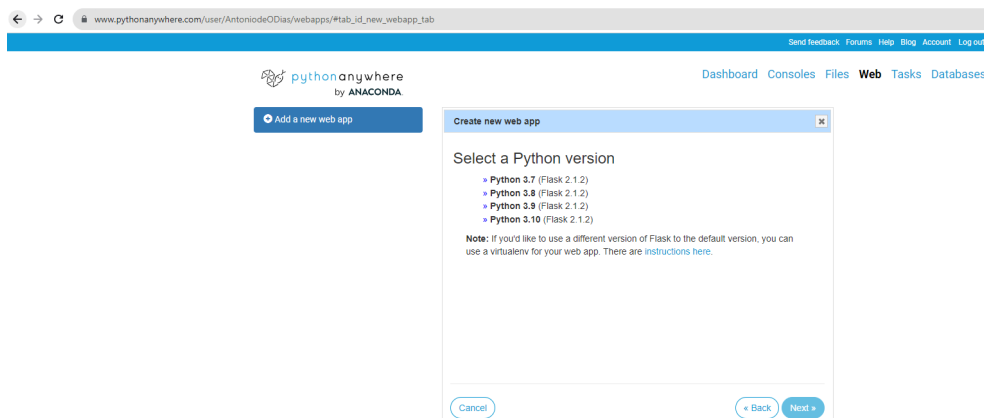 www.pythonanywhere.com/user/AntoniodeODias/webapps/#tab_id_new_webapp_tab
Send feedback Forums Help Blog Account Log out
pythonanywhere
by ANACONDA.
Dashboard Consoles Files Web Tasks Databases
Add a new web app
Create new web app
Select a Python version
» Python 3.7 (Flask 2.1.2)
» Python 3.8 (Flask 2.1.2)
» Python 3.9 (Flask 2.1.2)
» Python 3.10 (Flask 2.1.2)
Note: If you'd like to use a different version of Flask to the default version, you can
use a virtualenv for your web app. There are instructions here.
Cancel
« Back
Next »